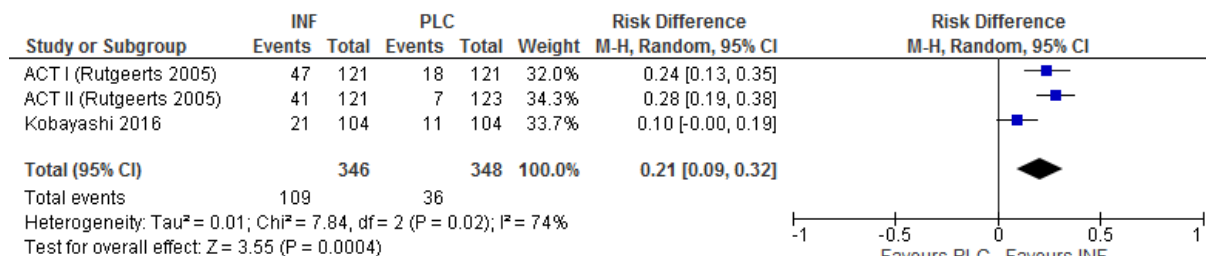 INF PLC Risk Difference Risk Difference
Study or Subgroup Events Total Events Total Weight M-H, Random, 95% CI M-H, Random, 95% CI
ACT I (Rutgeerts 2005) 47 121 18 121 32.0% 0.24 [0.13, 0.35]
ACT II (Rutgeerts 2005) 41 121 7 123 34.3% 0.28 [0.19, 0.38]
Kobayashi 2016 21 104 11 104 33.7% 0.10 [-0.00, 0.19]
Total (95% CI) 346 348 100.0% 0.21 [0.09, 0.32]
Total events 109 36
Heterogeneity: Tau² = 0.01; Chi² = 7.84, df = 2 (P = 0.02); I² = 74%
Test for overall effect: Z = 3.55 (P = 0.0004)
-1 -0.5 0 0.5 1
Favours PLC Favours INF